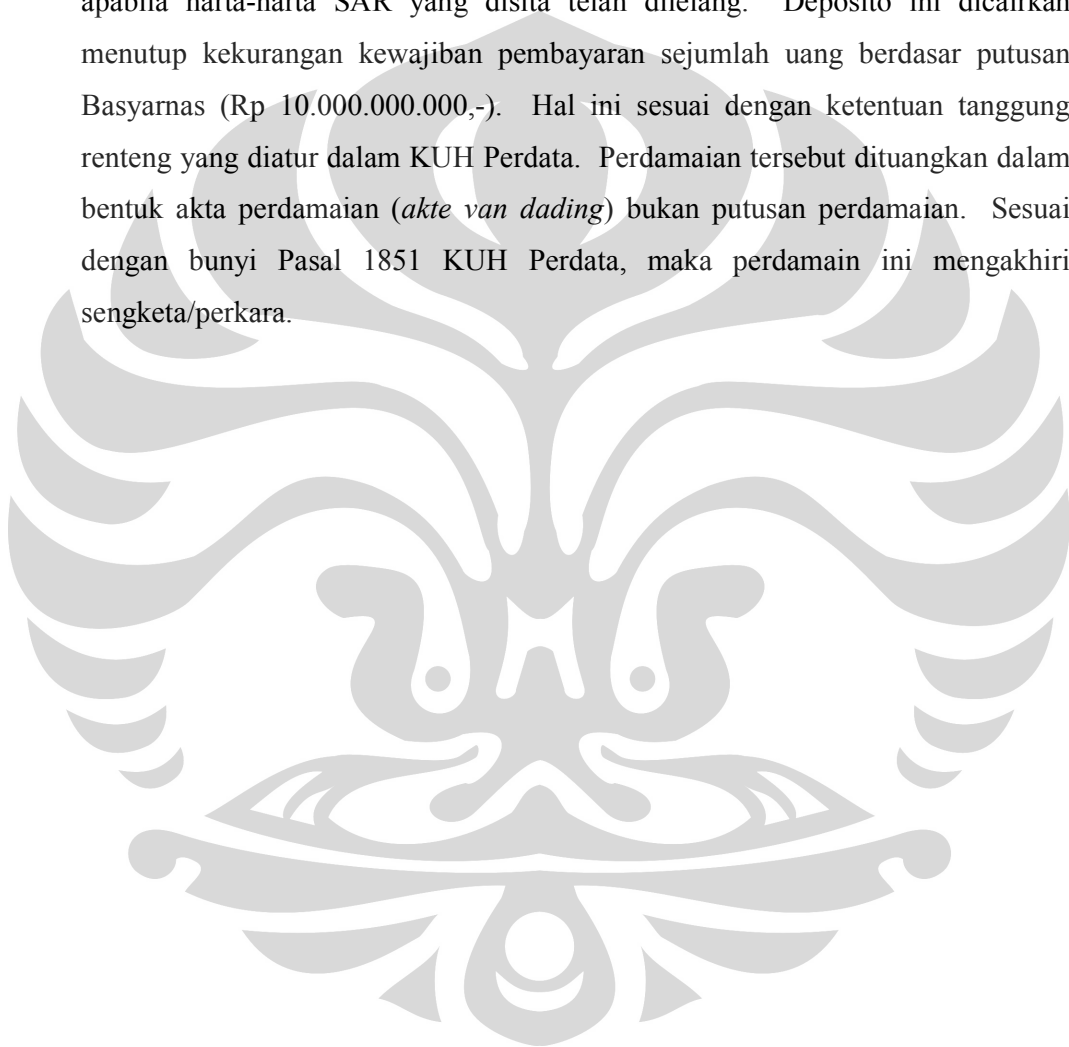 apabila harta-harta SAR yang disita telah dilelang. Deposito ini dicairkan
menutup kekurangan kewajiban pembayaran sejumlah uang berdasar putusan
Basyarnas (Rp 10.000.000.000,-). Hal ini sesuai dengan ketentuan tanggung
renteng yang diatur dalam KUH Perdata. Perdamaian tersebut dituangkan dalam
bentuk akta perdamaian (akte van dading) bukan putusan perdamaian. Sesuai
dengan bunyi Pasal 1851 KUH Perdata, maka perdamain ini mengakhiri
sengketa/perkara.